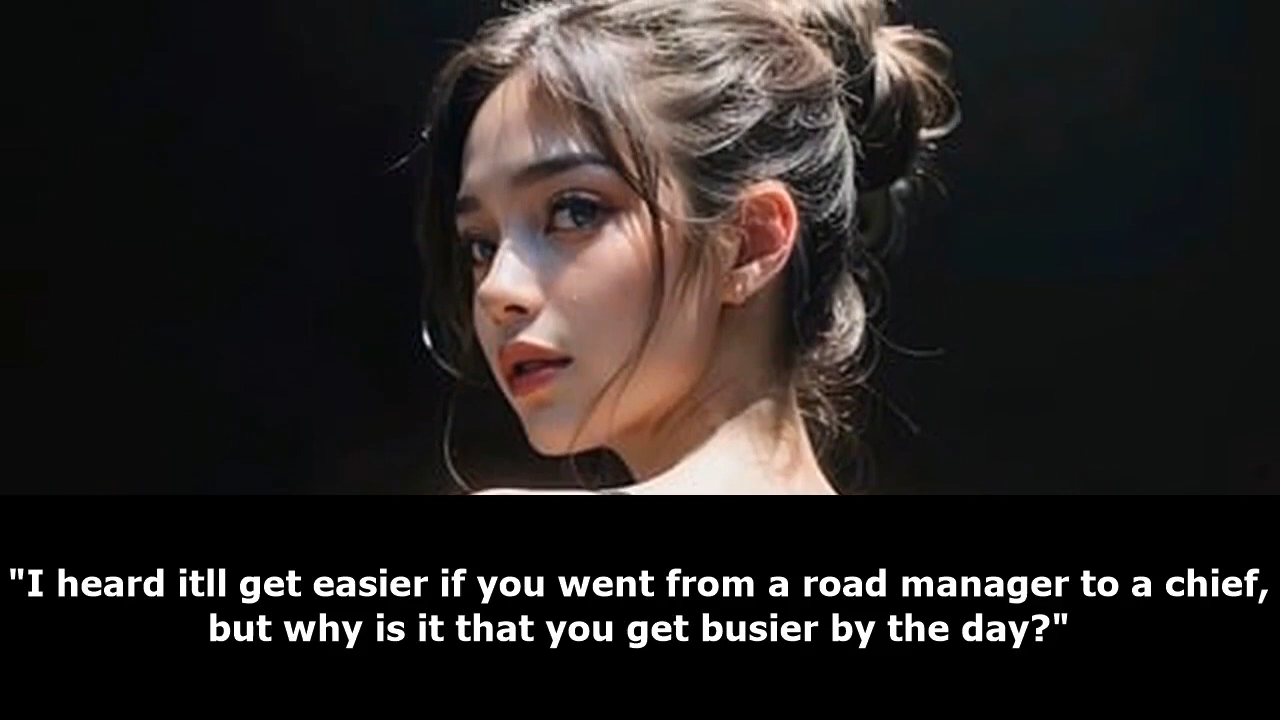 "I heard itll get easier if you went from a road manager to a chief,
but why is it that you get busier by the day?"